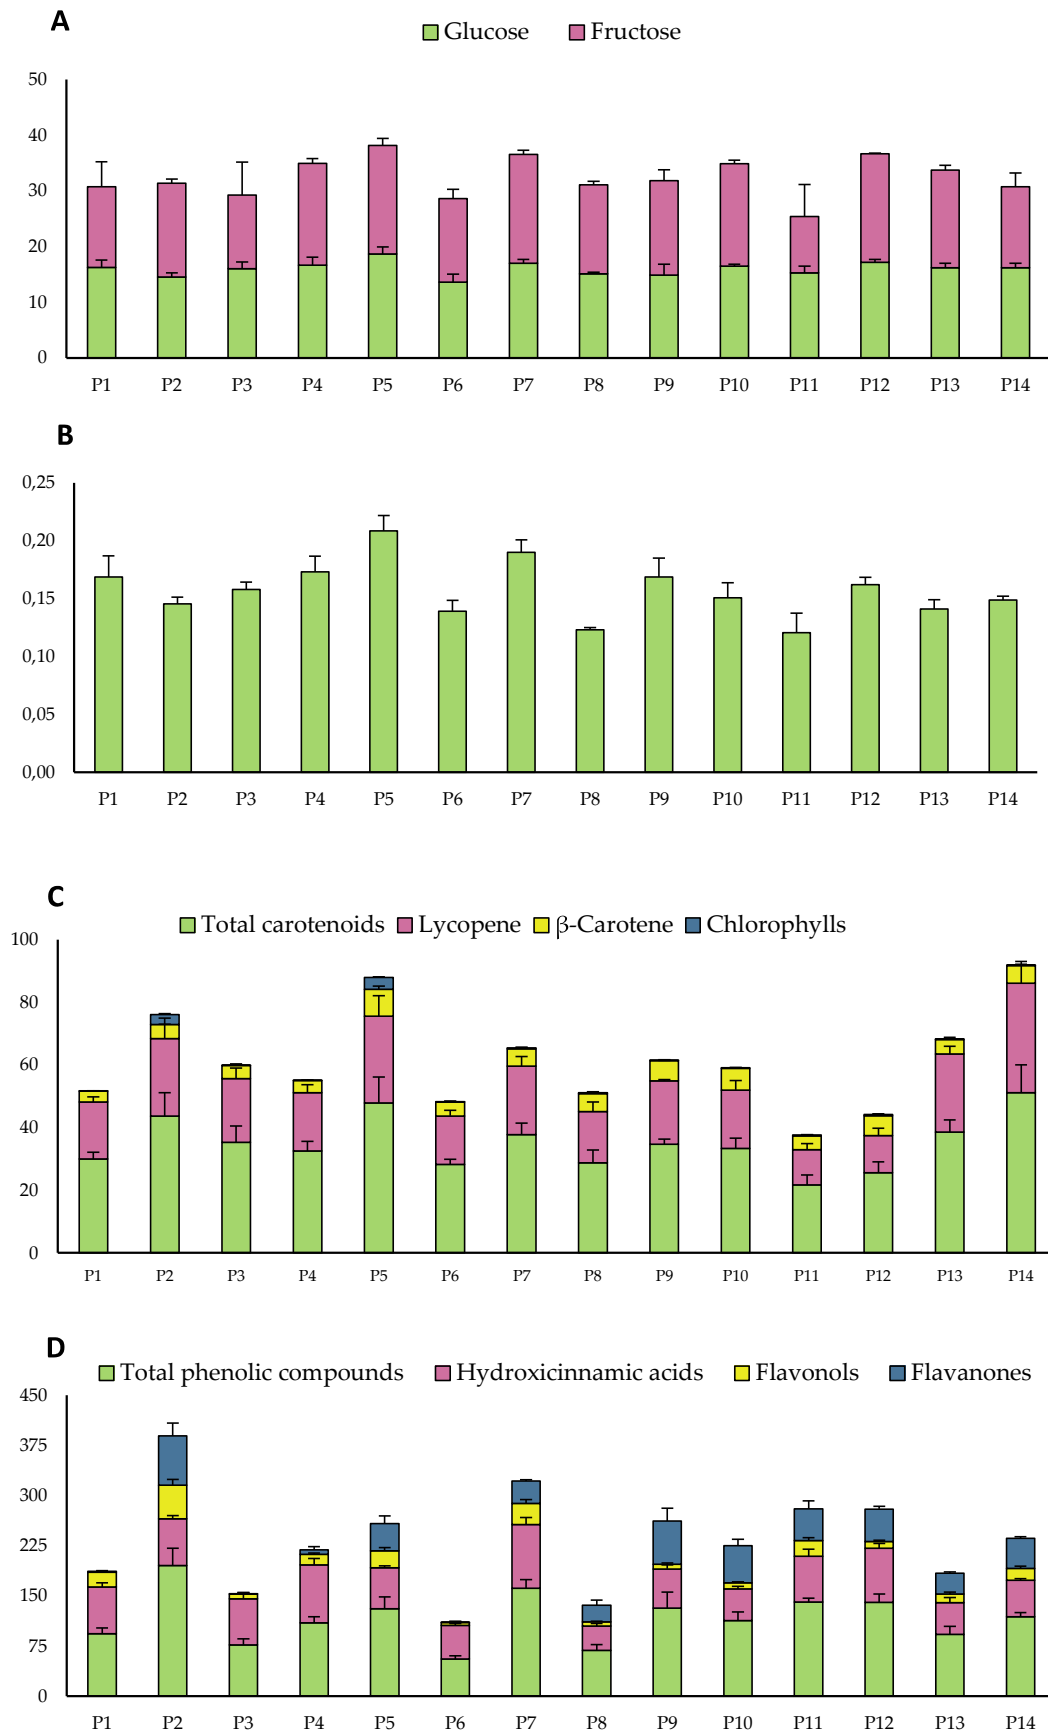 A
Glucose Fructose
50
40
30
20
10
0
P1 P2 P3 P4 P5 P6 P7 P8 P9 P10 P11 P12 P13 P14
B
0,25
0,20
0,15
0,10
0,05
0,00
P1 P2 P3 P4 P5 P6 P7 P8 P9 P10 P11 P12 P13 P14
C
Total carotenoids Lycopene β-Carotene Chlorophylls
100
80
60
40
20
0
P1 P2 P3 P4 P5 P6 P7 P8 P9 P10 P11 P12 P13 P14
D
Total phenolic compounds Hydroxicinnamic acids Flavonols Flavanones
450
375
300
225
150
75
0
P1 P2 P3 P4 P5 P6 P7 P8 P9 P10 P11 P12 P13 P14